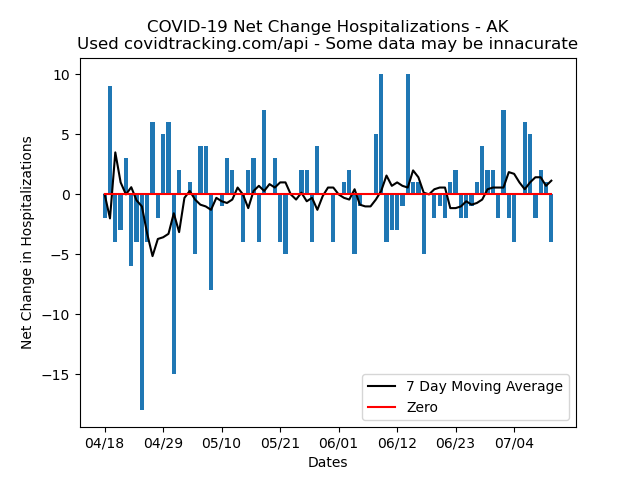 COVID-19 Net Change Hospitalizations - AK
Used covidtracking.com/api - Some data may be innacurate
10
5
0
−5
−10
−15
Net Change in Hospitalizations
7 Day Moving Average
Zero
04/18 04/29 05/10 05/21 06/01 06/12 06/23 07/04
Dates